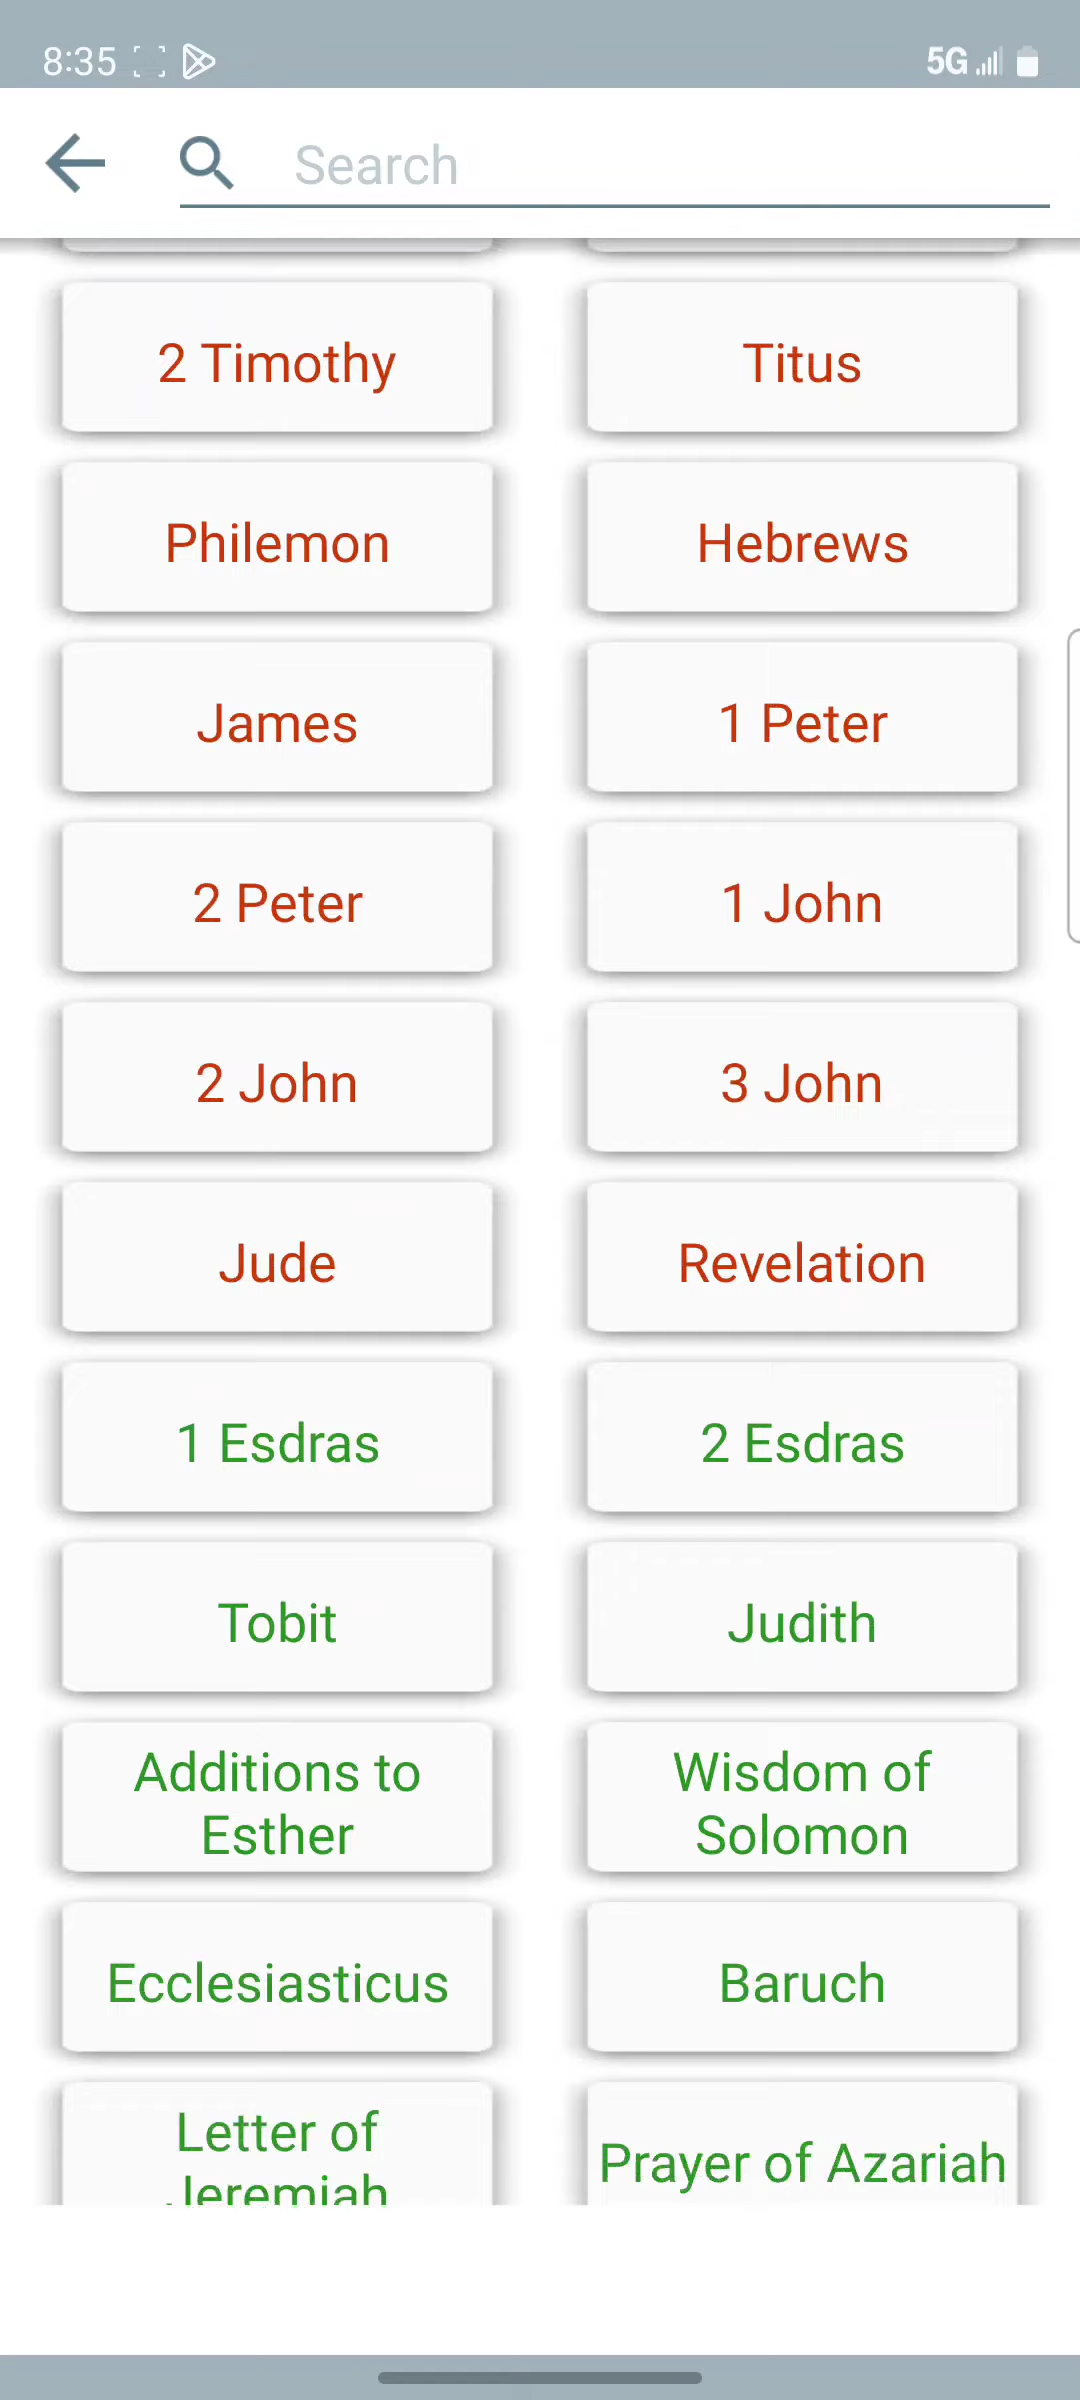 8:35
5G
Search
2 Timothy
Titus
Philemon
Hebrews
James
1 Peter
2 Peter
1 John
2 John
3 John
Jude
Revelation
1 Esdras
2 Esdras
Tobit
Judith
Additions to
Esther
Wisdom of
Solomon
Ecclesiasticus
Baruch
Letter of
Jeremiah
Prayer of Azariah